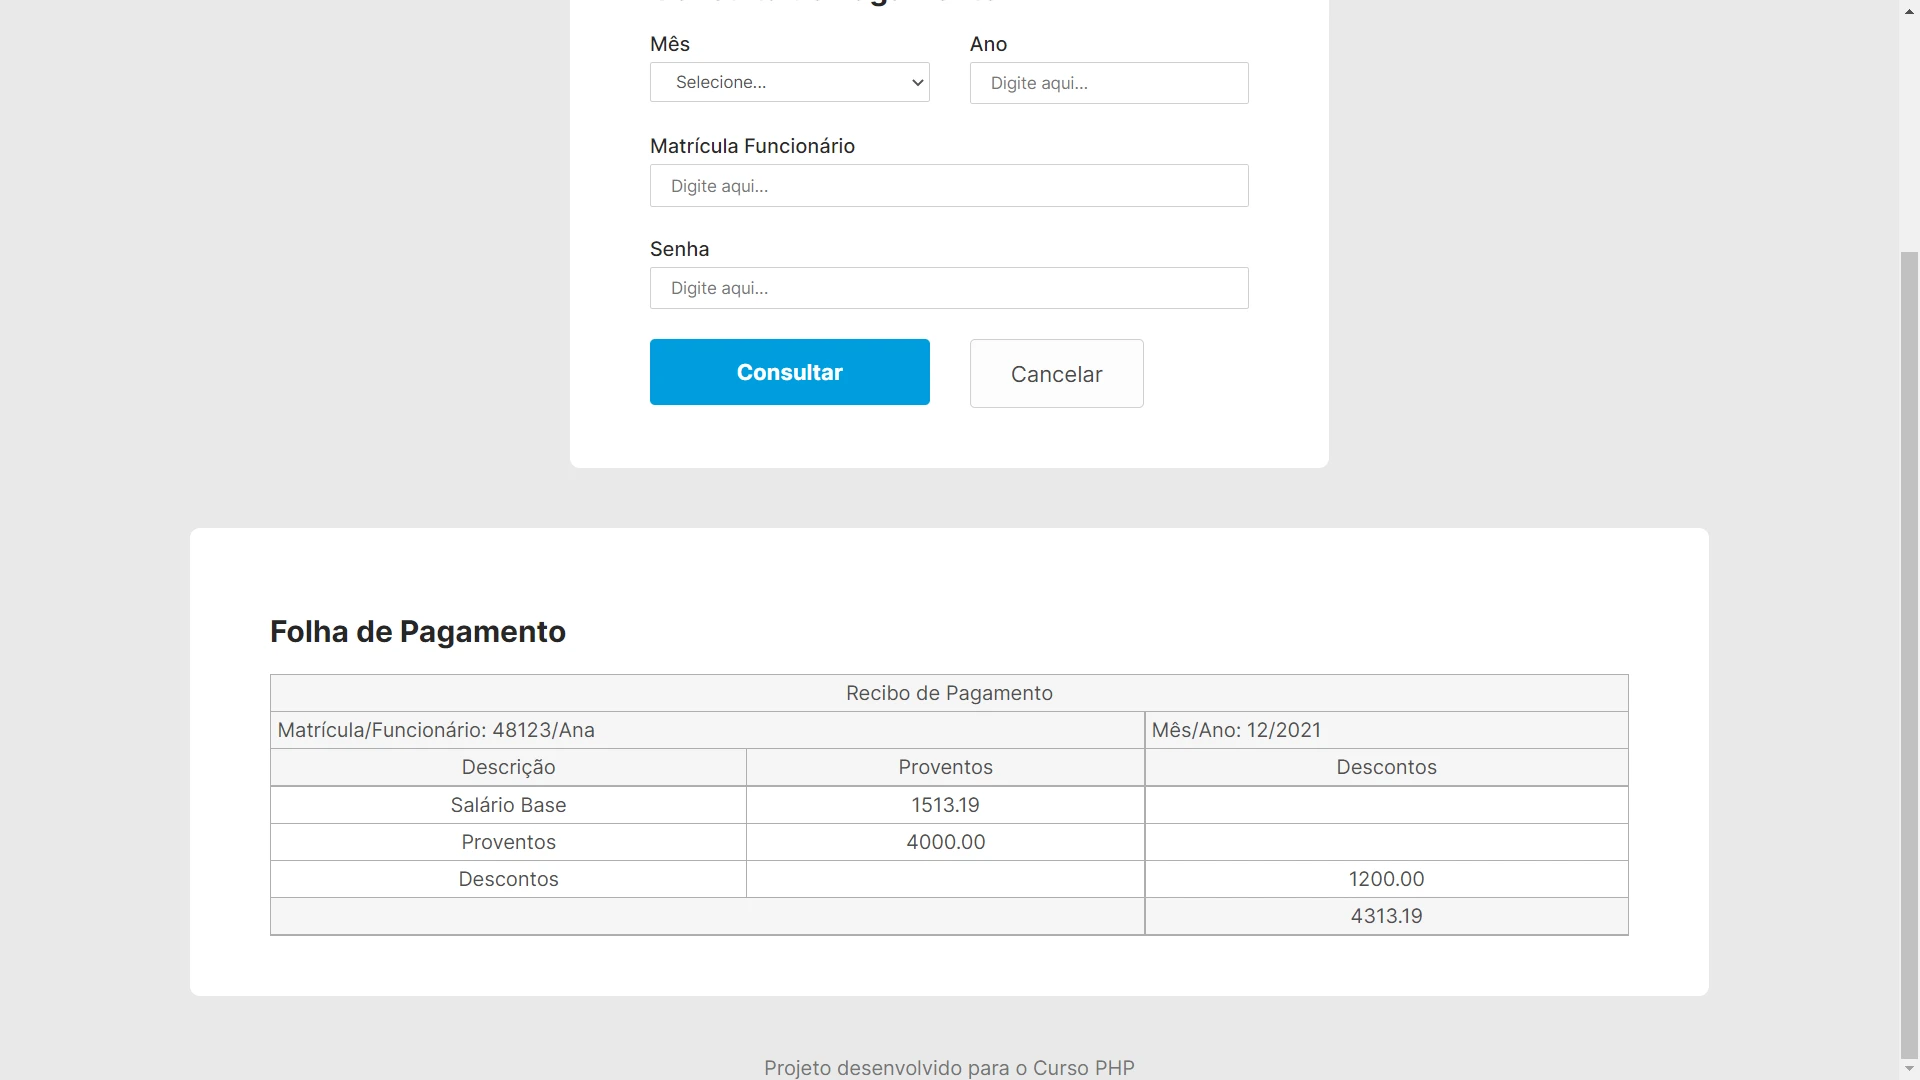 Mês
Ano
Selecione...
Digite aqui...
Matrícula Funcionário
Digite aqui...
Senha
Digite aqui...
Consultar
Cancelar
Folha de Pagamento
Recibo de Pagamento
Matrícula/Funcionário: 48123/Ana
Mês/Ano: 12/2021
Descrição
Proventos
Descontos
Salário Base
1513.19
Proventos
4000.00
Descontos
1200.00
4313.19
Projeto desenvolvido para o Curso PHP